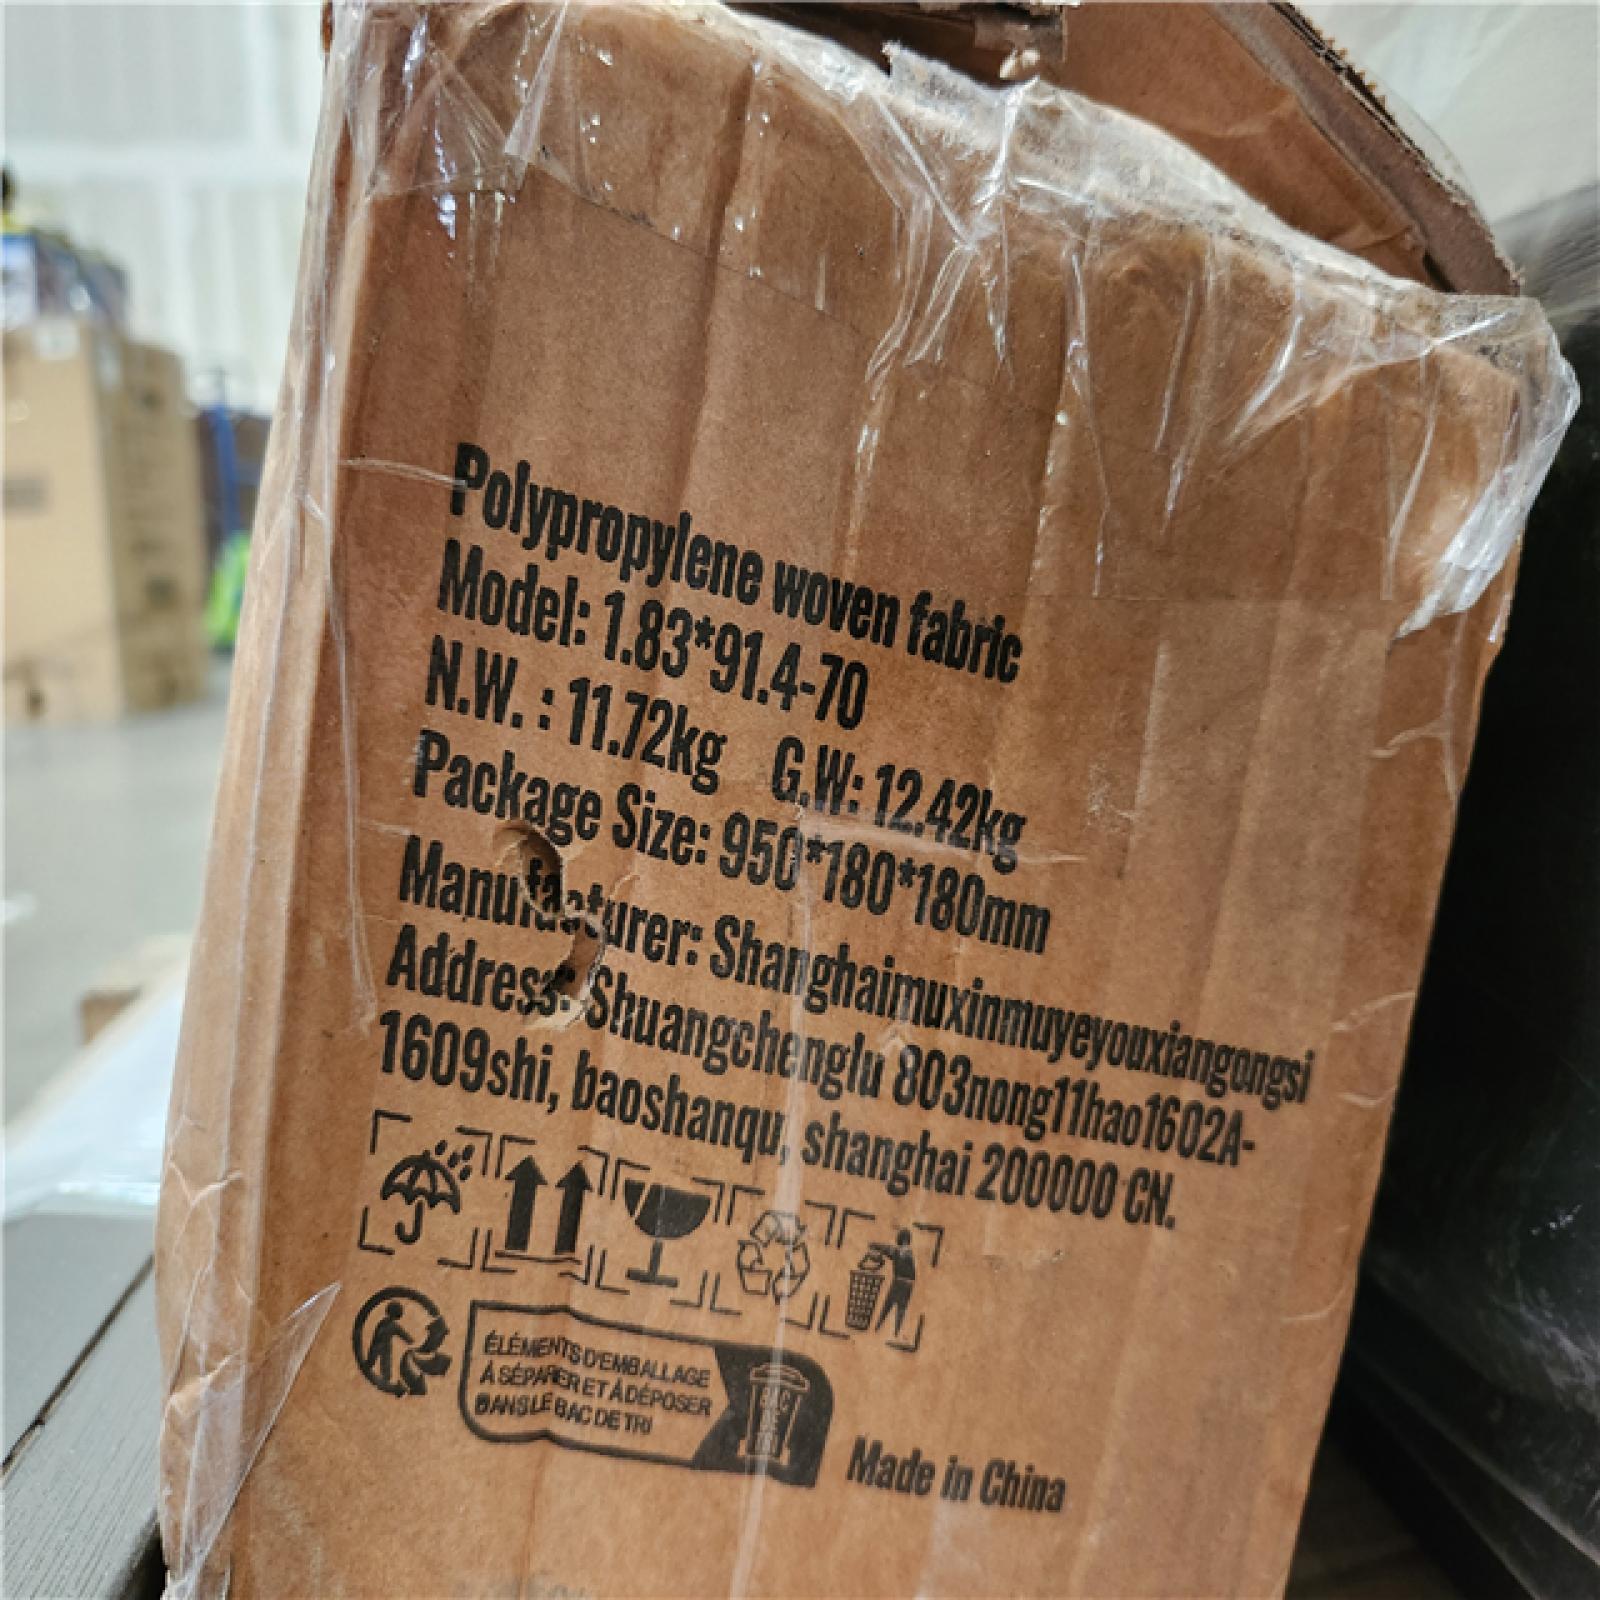 Polypropylene woven fabric
Model: 1.83*91.4-70
N.W. : 11.72kg G.W: 12.42kg
Package Size: 950*180*180mm
Manufacturer: Shanghaimuxinmuyeyouxiangongsi
Address: Shuangchenglu 803nong11hao1602A-
1609shi, baoshanqu, shanghai 200000 CN.
ÉLÉMENTS D'EMBALLAGE
À SÉPARER ET À DÉPOSER
DANS LE BAC DE TRI
Made in China